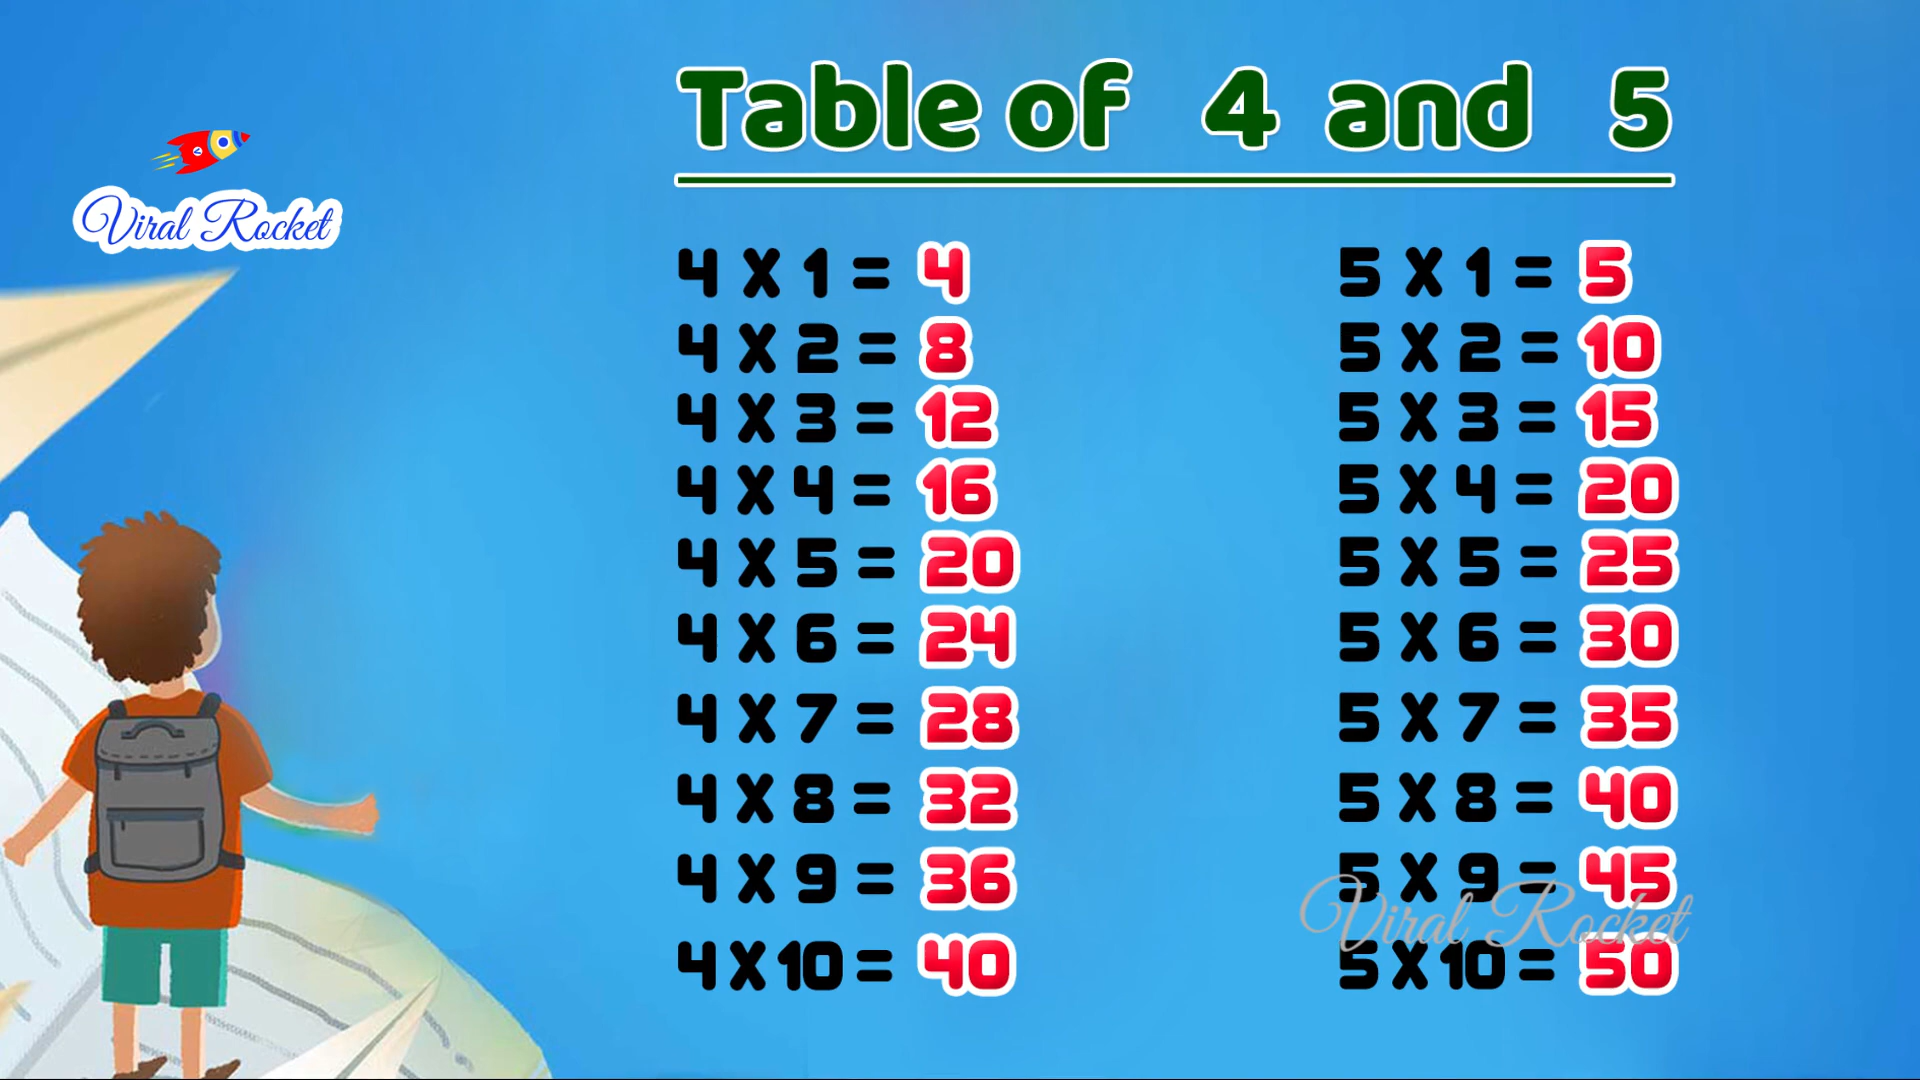 Table of 4 and 5
Viral Rocket
4 X 1 = 4
4 X 2 = 8
4 X 3 = 12
4 X 4 = 16
4 X 5 = 20
4 X 6 = 24
4 X 7 = 28
4 X 8 = 32
4 X 9 = 36
4 X 10 = 40
5 X 1 = 5
5 X 2 = 10
5 X 3 = 15
5 X 4 = 20
5 X 5 = 25
5 X 6 = 30
5 X 7 = 35
5 X 8 = 40
5 X 9 = 45
Viral Rocket
5 X 10 = 50